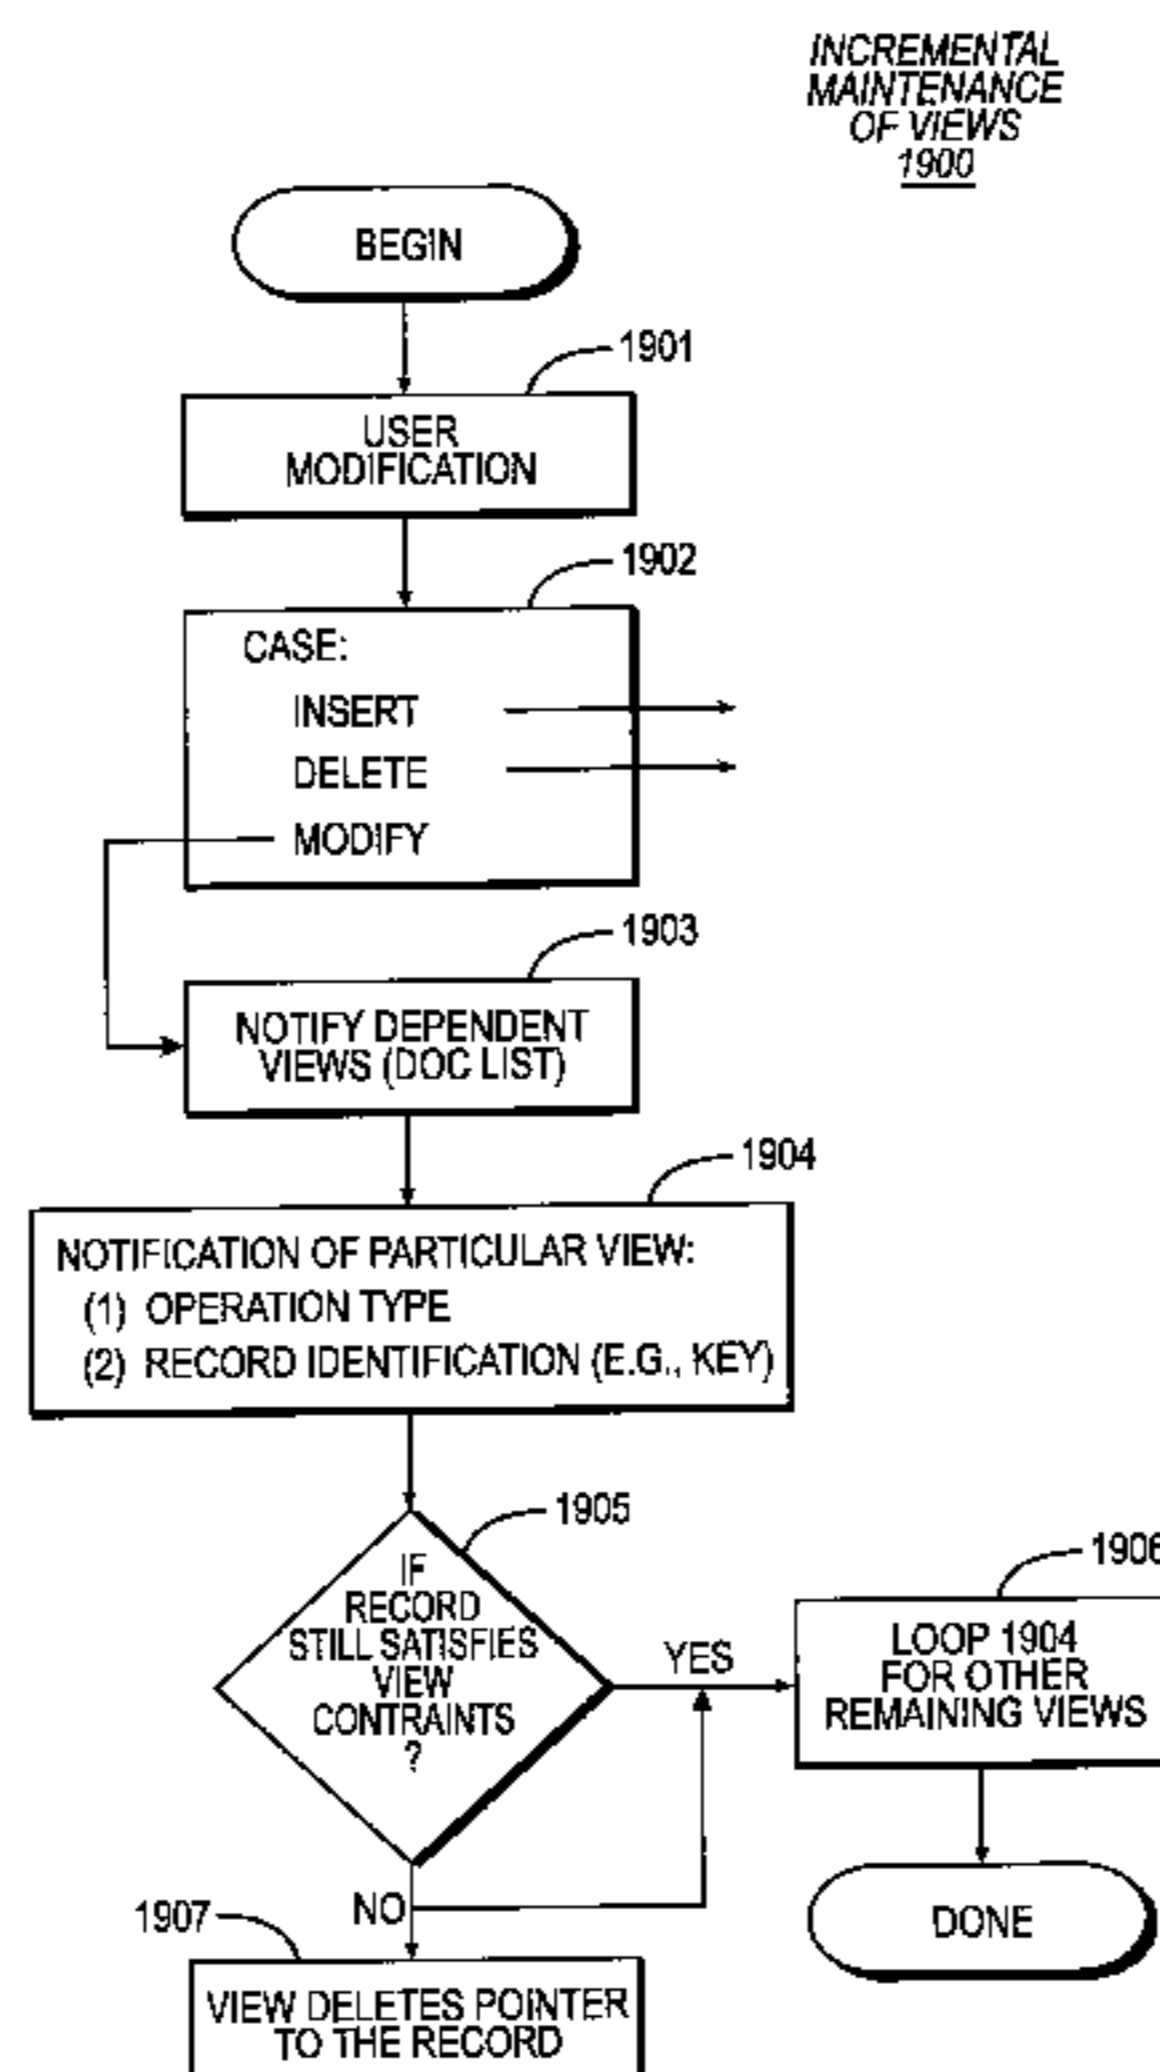 INCREMENTAL
MAINTENANCE
OF VIEWS
1900
BEGIN
1901
USER
MODIFICATION
1902
CASE:
INSERT
DELETE
MODIFY
1903
NOTIFY DEPENDENT
VIEWS (DOC LIST)
1904
NOTIFICATION OF PARTICULAR VIEW:
(1) OPERATION TYPE
(2) RECORD IDENTIFICATION (E.G., KEY)
1905
IF
RECORD
STILL SATISFIES
VIEW
CONTRAINTS
?
YES
1906
LOOP 1904
FOR OTHER
REMAINING VIEWS
NO
1907
DONE
VIEW DELETES POINTER
TO THE RECORD